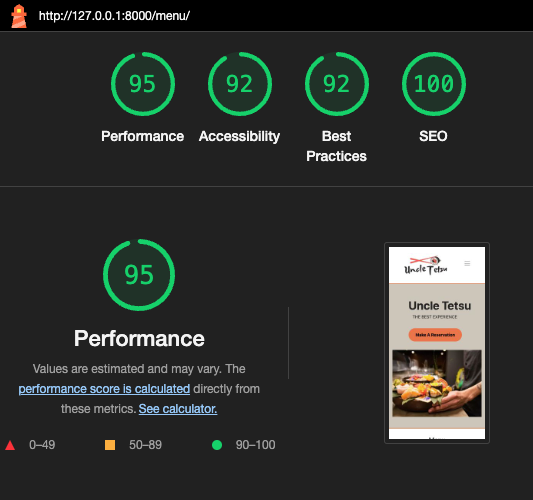 http://127.0.0.1:8000/menu/
95
92
92
100
Performance
Accessibility
Best
Practices
SEO
95
Performance
Values are estimated and may vary. The
performance score is calculated directly from
these metrics. See calculator.
0–49
50–89
90–100
Uncle Tetsu
Uncle Tetsu
THE BEST EXPERIENCE
Make A Reservation